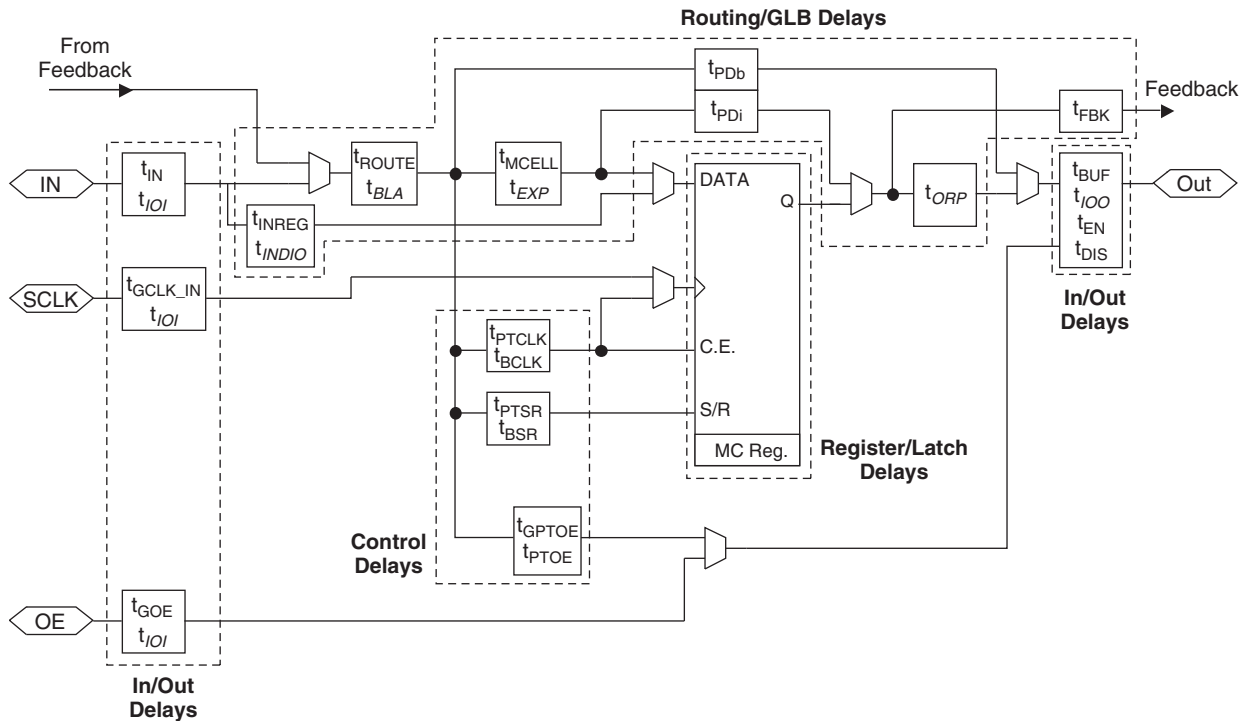 Routing/GLB Delays
From
Feedback
tPDb
tPDi
tFBK
Feedback
IN
tIN
tIOI
tROUTE
tBLA
tMCELL
tEXP
tINREG
tINDIO
DATA
Q
tORP
tBUF
tIOO
tEN
tDIS
Out
In/Out
Delays
SCLK
tGCLK_IN
tIOI
tPTCLK
tBCLK
C.E.
tPTSR
tBSR
S/R
MC Reg.
Register/Latch
Delays
Control
Delays
tGPTOE
tPTOE
OE
tGOE
tIOI
In/Out
Delays